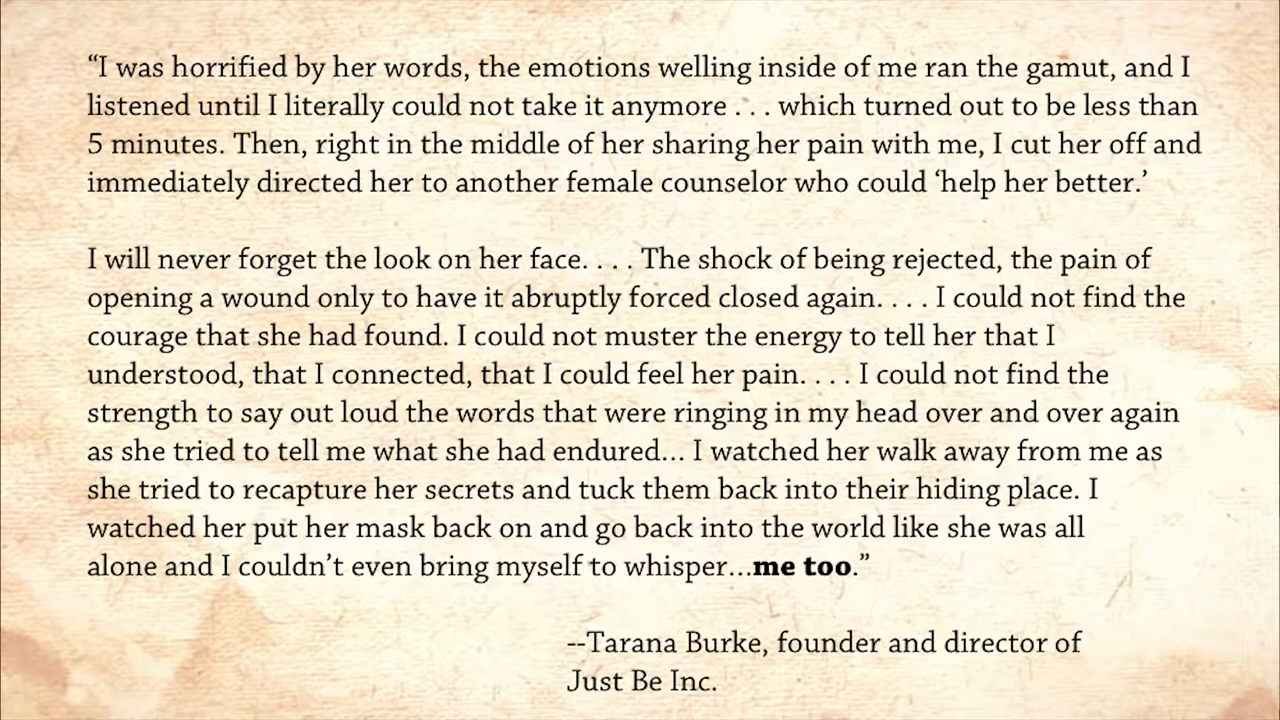 “I was horrified by her words, the emotions welling inside of me ran the gamut, and I
listened until I literally could not take it anymore . . . which turned out to be less than
5 minutes. Then, right in the middle of her sharing her pain with me, I cut her off and
immediately directed her to another female counselor who could ‘help her better.’
I will never forget the look on her face. . . . The shock of being rejected, the pain of
opening a wound only to have it abruptly forced closed again. . . . I could not find the
courage that she had found. I could not muster the energy to tell her that I
understood, that I connected, that I could feel her pain. . . . I could not find the
strength to say out loud the words that were ringing in my head over and over again
as she tried to tell me what she had endured... I watched her walk away from me as
she tried to recapture her secrets and tuck them back into their hiding place. I
watched her put her mask back on and go back into the world like she was all
alone and I couldn’t even bring myself to whisper...me too.”
--Tarana Burke, founder and director of
Just Be Inc.